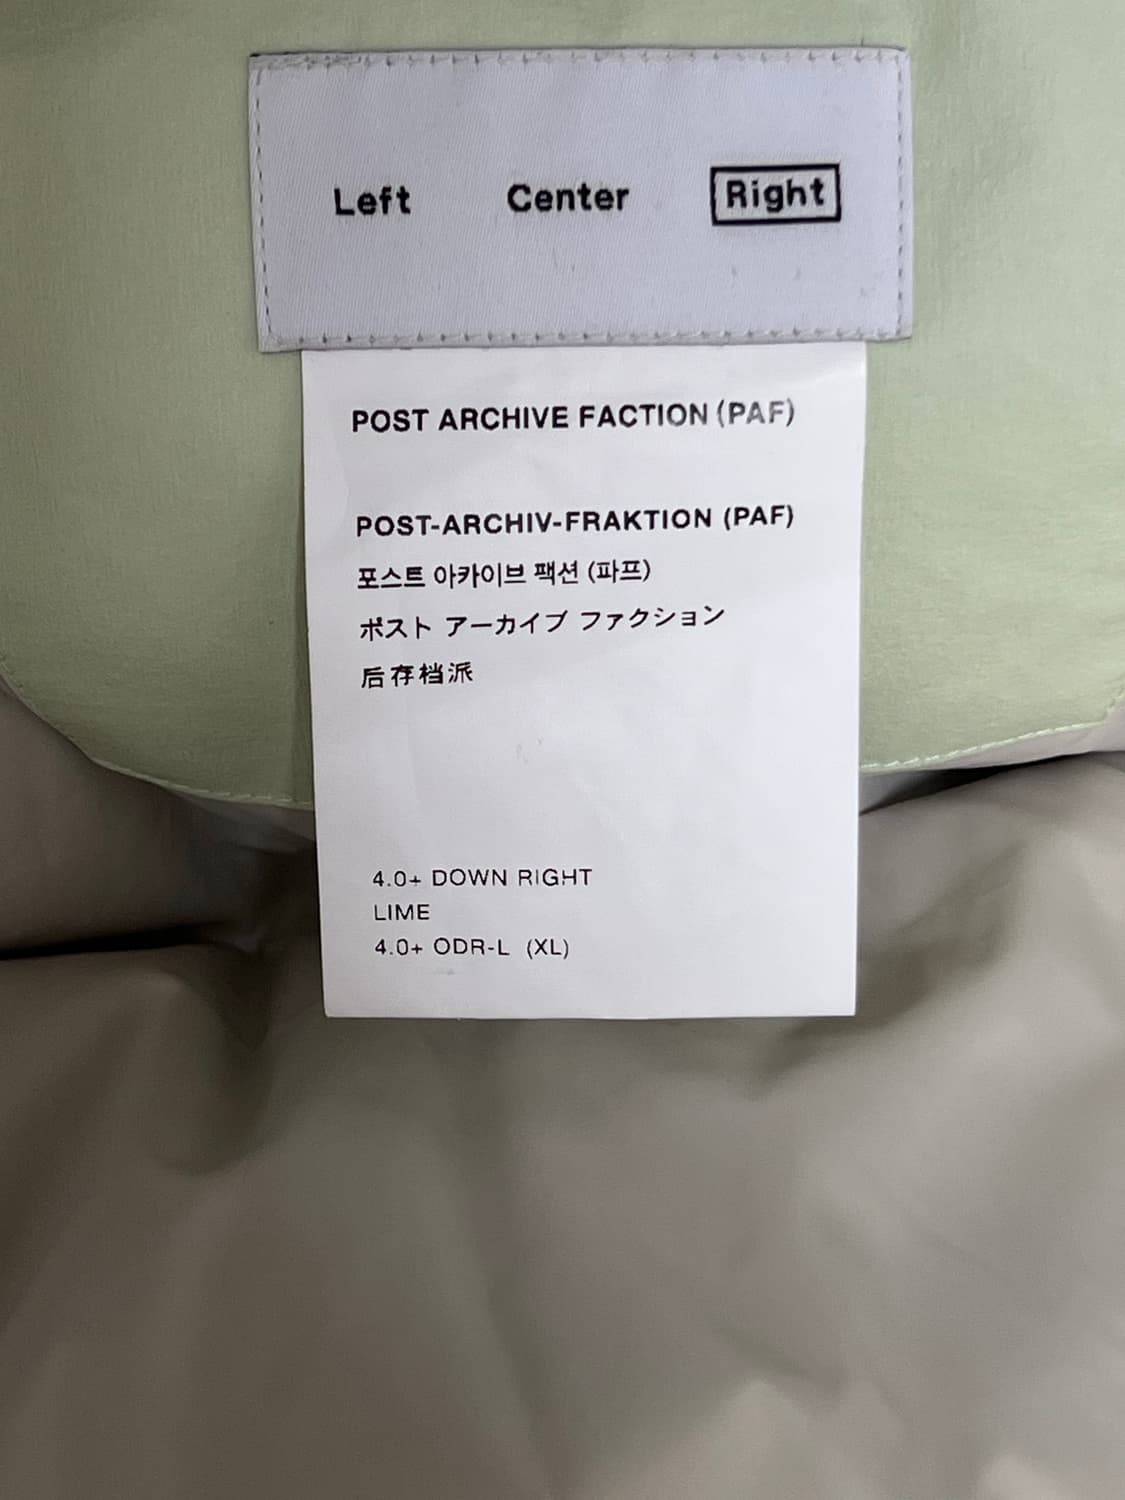 Left Center Right
POST ARCHIVE FACTION (PAF)
POST-ARCHIV-FRAKTION (PAF)
포스트 아카이브 팩션 (파프)
ポスト アーカイブ ファクション
后存档派
4.0+ DOWN RIGHT
LIME
4.0+ ODR-L (XL)